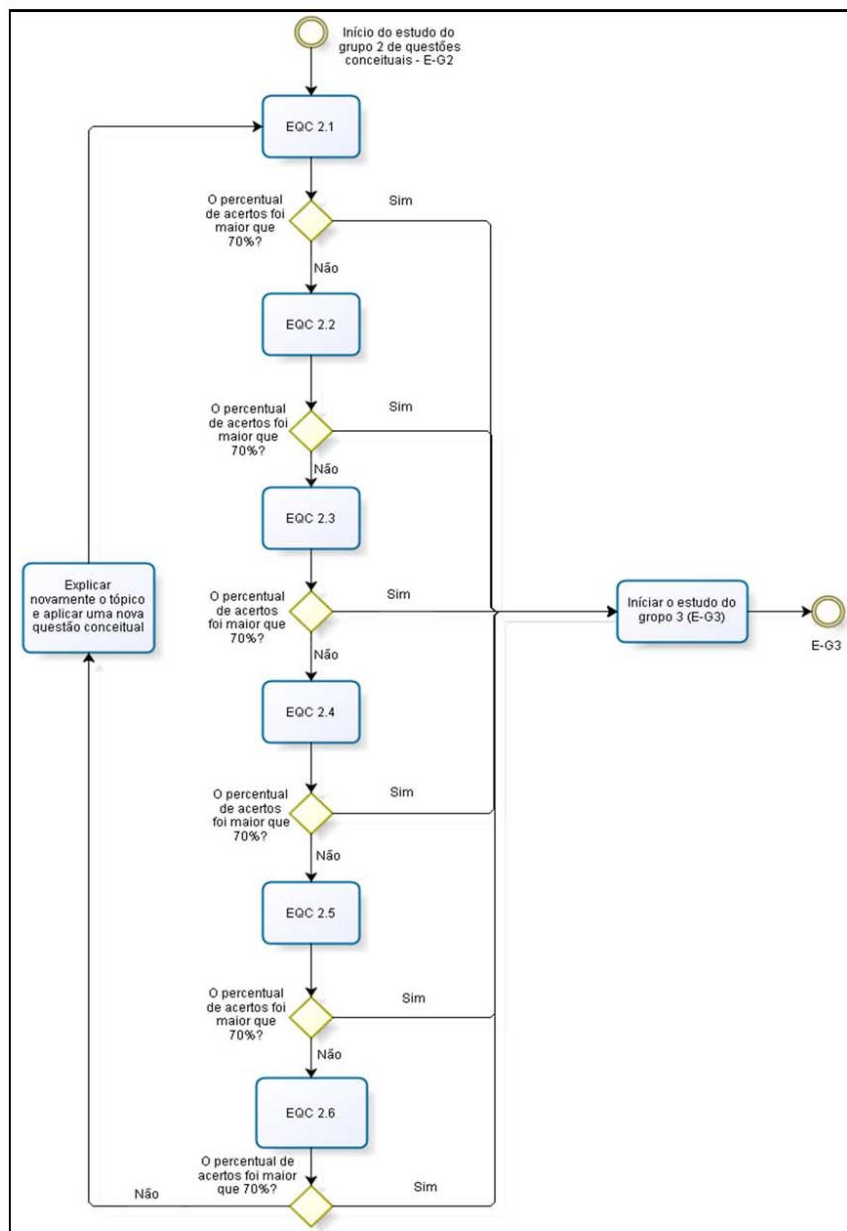 Início do estudo do
grupo 2 de questões
conceituais - E-G2
EQC 2.1
O percentual
de acertos foi
maior que
70%?
Sim
Não
EQC 2.2
O percentual
de acertos foi
maior que
70%?
Sim
Não
EQC 2.3
O percentual
de acertos
foi maior que
70%?
Sim
Não
Explicar
novamente o tópico
e aplicar uma nova
questão conceitual
Iníciar o estudo do
gropo 3 (E-G3)
E-G3
EQC 2.4
O percentual
de acertos
foi maior que
70%?
Sim
Não
EQC 2.5
O percentual
de acertos foi
maior que
70%?
Sim
Não
EQC 2.6
O percentual de
acertos foi maior
que 70%?
Não
Sim